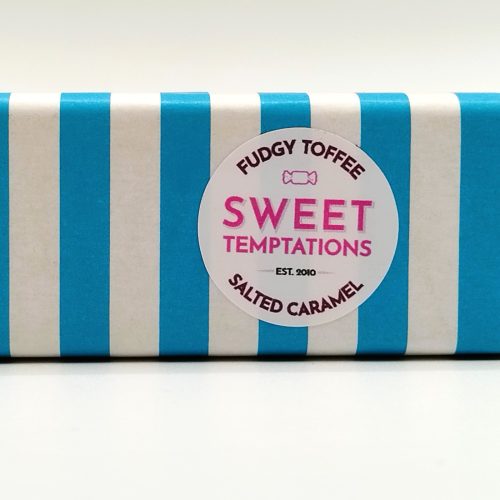 FUDGY TOFFEE
SWEET
TEMPTATIONS
EST. 2010
SALTED CARAMEL